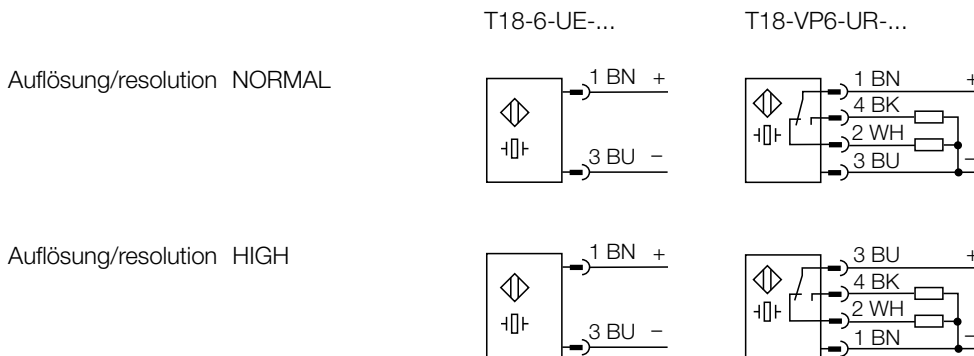 T18-6-UE-... T18-VP6-UR-...
Auflösung/resolution NORMAL
1 BN +
3 BU –
1 BN +
4 BK
2 WH
3 BU –
Auflösung/resolution HIGH
1 BN +
3 BU –
3 BU +
4 BK
2 WH
1 BN –